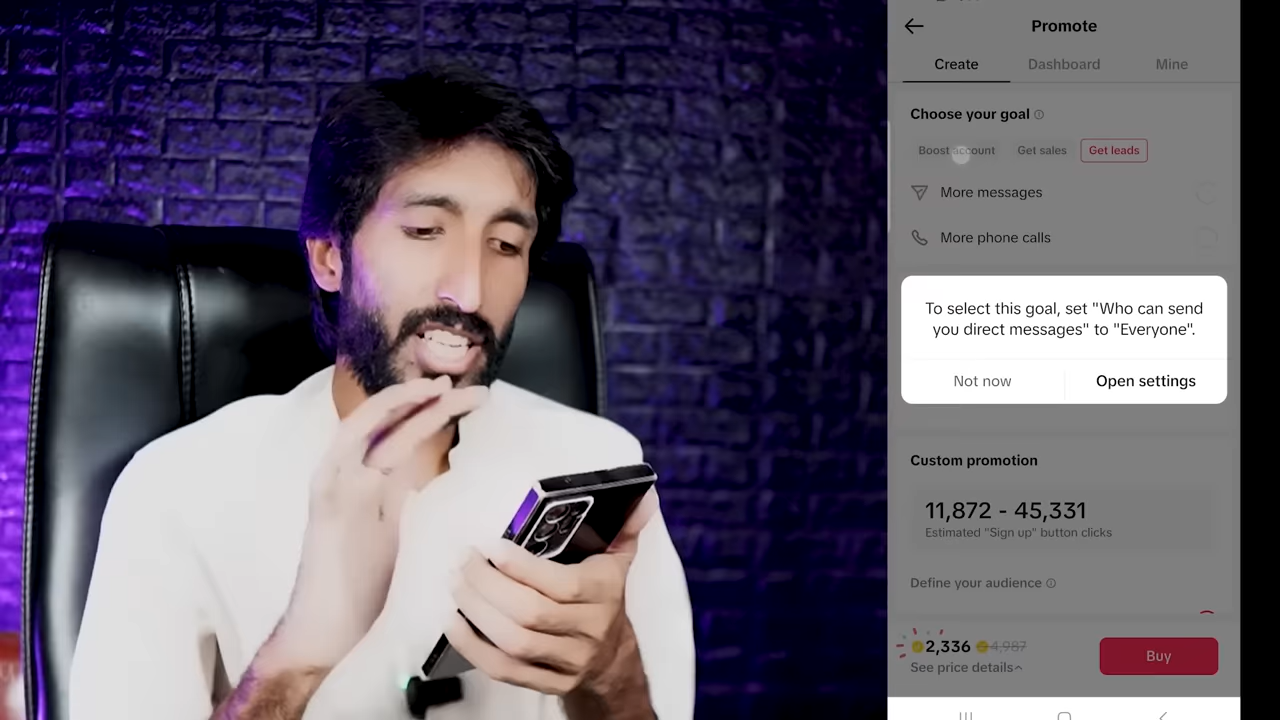 Promote
Create
Dashboard
Mine
Choose your goal
Boost account
Get sales
Get leads
More messages
More phone calls
To select this goal, set "Who can send
you direct messages" to "Everyone".
Not now
Open settings
Custom promotion
11,872 - 45,331
Estimated "Sign up" button clicks
Define your audience
2,336 4,987
See price details
Buy